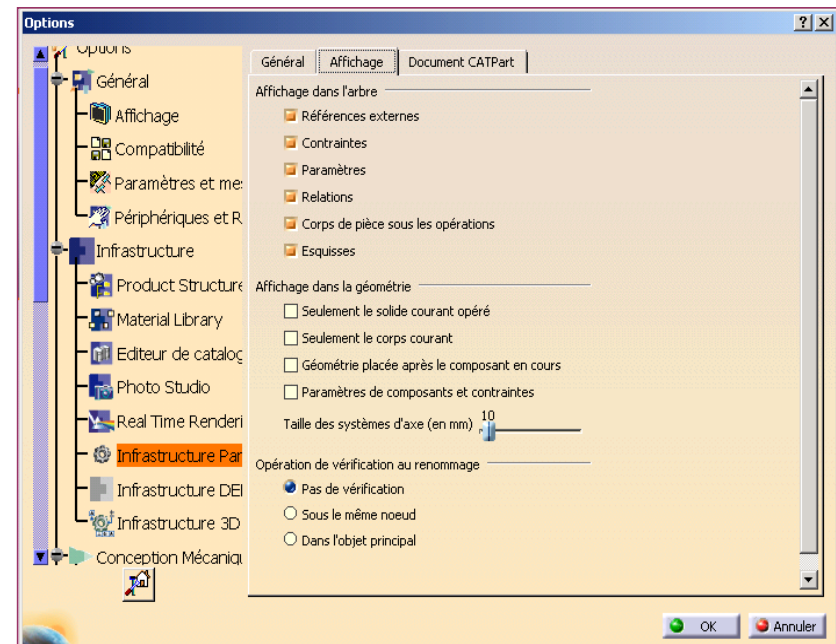 Options
Options
Général
Affichage
Compatibilité
Paramètres et me
Périphériques et R
Infrastructure
Product Structure
Material Library
Editeur de catalog
Photo Studio
Real Time Renderi
Infrastructure Par
Infrastructure DEI
Infrastructure 3D
Conception Mécaniqu
Général
Affichage
Document CATPart
Affichage dans l'arbre
Références externes
Contraintes
Paramètres
Relations
Corps de pièce sous les opérations
Esquisses
Affichage dans la géométrie
Seulement le solide courant opéré
Seulement le corps courant
Géométrie placée après le composant en cours
Paramètres de composants et contraintes
Taille des systèmes d'axe (en mm) 10
Opération de vérification au renommage
Pas de vérification
Sous le même noeud
Dans l'objet principal
OK
Annuler